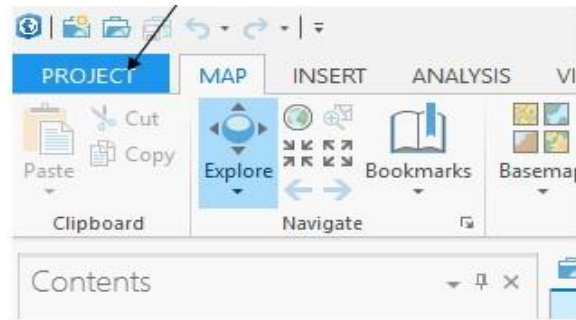 PROJECT MAP INSERT ANALYSIS
Cut
Copy
Paste Explore Bookmarks
Clipboard Navigate
Contents